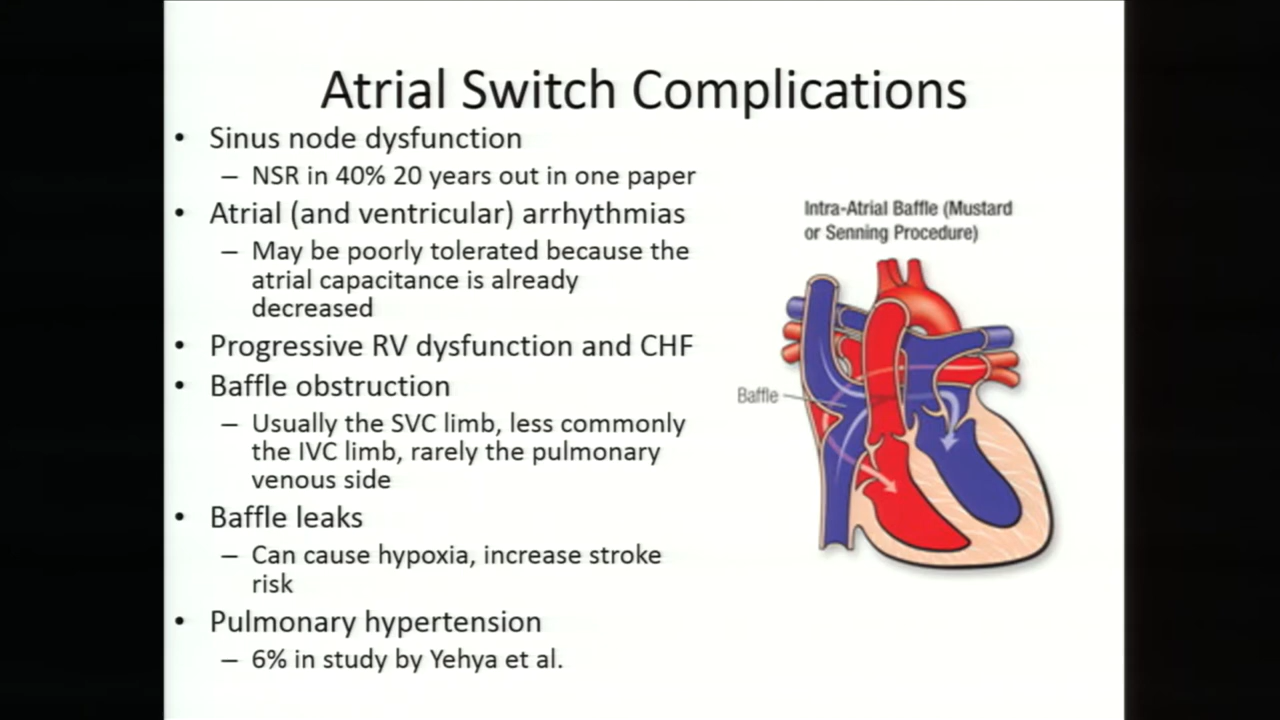 Atrial Switch Complications
• Sinus node dysfunction
– NSR in 40% 20 years out in one paper
• Atrial (and ventricular) arrhythmias
– May be poorly tolerated because the
atrial capacitance is already
decreased
• Progressive RV dysfunction and CHF
• Baffle obstruction
– Usually the SVC limb, less commonly
the IVC limb, rarely the pulmonary
venous side
• Baffle leaks
– Can cause hypoxia, increase stroke
risk
• Pulmonary hypertension
– 6% in study by Yehya et al.
Intra-Atrial Baffle (Mustard
or Senning Procedure)
Baffle